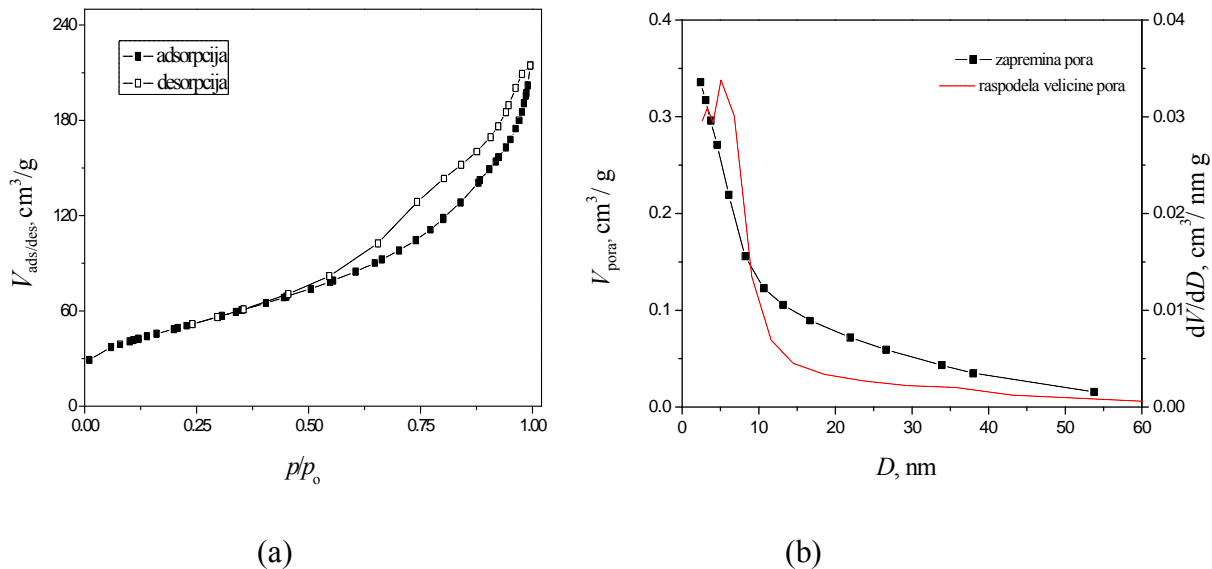 240
180
120
60
0
V ads/des, cm³/g
adsorpcija
desorpcija
0.00 0.25 0.50 0.75 1.00
p/po
(a)
0.4
0.3
0.2
0.1
0.0
V pora, cm³/ g
zapremina pora
raspodela velicine pora
0.04
0.03
0.02
0.01
0.00
dV/dD, cm³/ nm g
0 10 20 30 40 50 60
D, nm
(b)